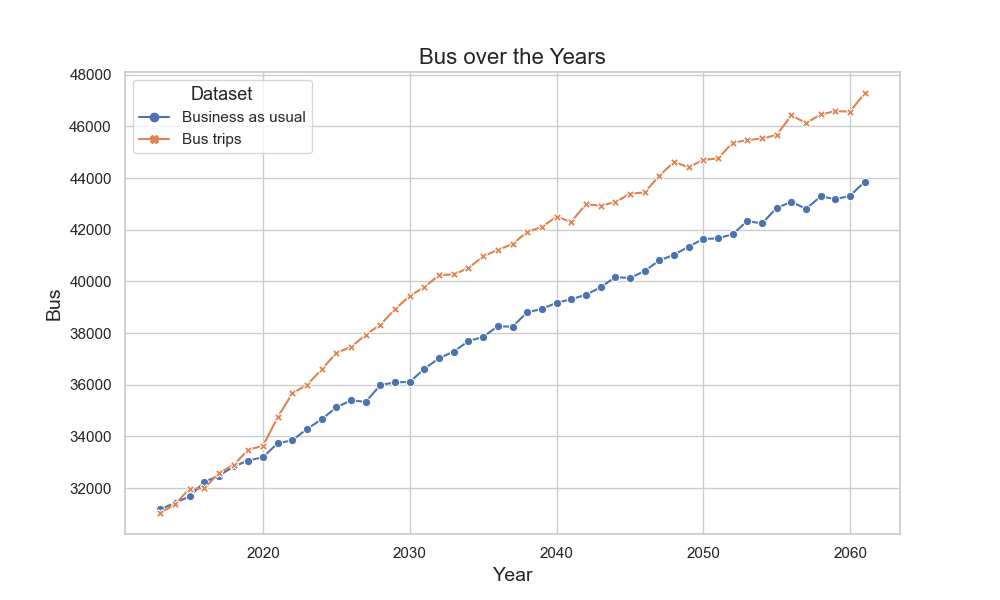 Bus over the Years
Dataset
Business as usual
Bus trips
Bus
48000
46000
44000
42000
40000
38000
36000
34000
32000
2020 2030 2040 2050 2060
Year